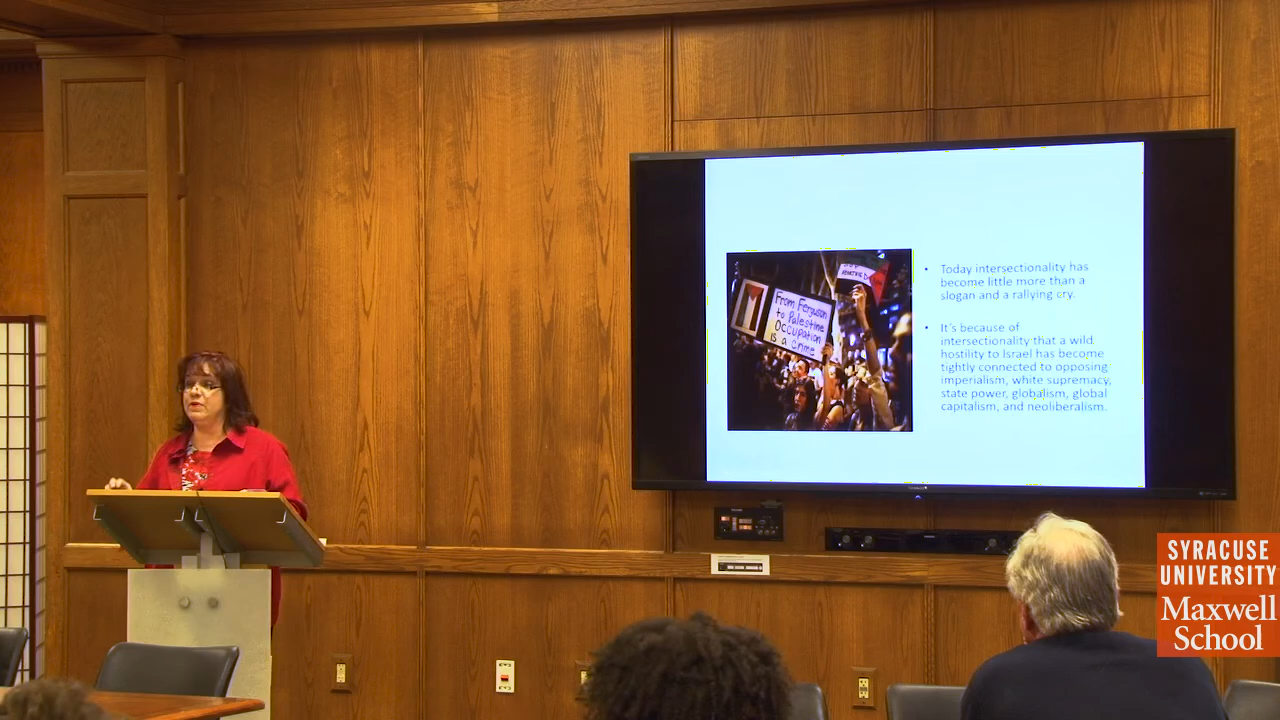 From Ferguson
to Palestine
Occupation
is a Crime
• Today intersectionality has
become little more than a
slogan and a rallying cry.
• It's because of
intersectionality that a wild
hostility to Israel has become
tightly connected to opposing
imperialism, white supremacy,
state power, globalism, global
capitalism, and neoliberalism.
SYRACUSE
UNIVERSITY
Maxwell
School